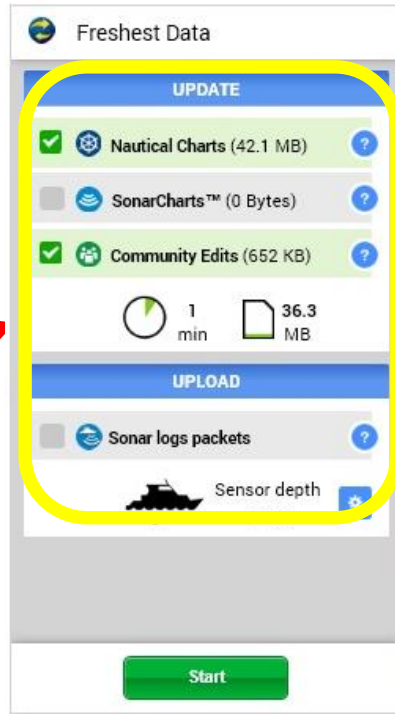 Freshest Data
UPDATE
Nautical Charts (42.1 MB) ?
SonarCharts™ (0 Bytes) ?
Community Edits (652 KB) ?
1 36.3
min MB
UPLOAD
Sonar logs packets ?
Sensor depth
Start